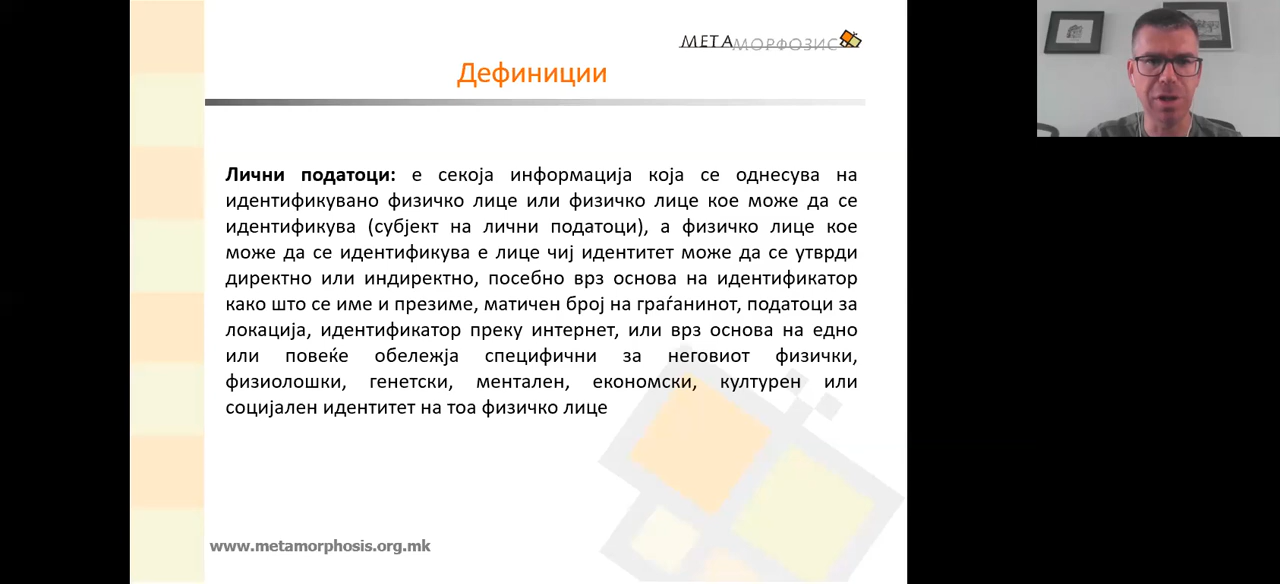 МЕТАМОРФОЗИС
Дефиниции
Лични податоци: е секоја информација која се однесува на
идентификувано физичко лице или физичко лице кое може да се
идентификува (субјект на лични податоци), а физичко лице кое
може да се идентификува е лице чиј идентитет може да се утврди
директно или индиректно, посебно врз основа на идентификатор
како што се име и презиме, матичен број на граѓанинот, податоци за
локација, идентификатор преку интернет, или врз основа на едно
или повеќе обележја специфични за неговиот физички,
физиолошки, генетски, ментален, економски, културен или
социјален идентитет на тоа физичко лице
www.metamorphosis.org.mk